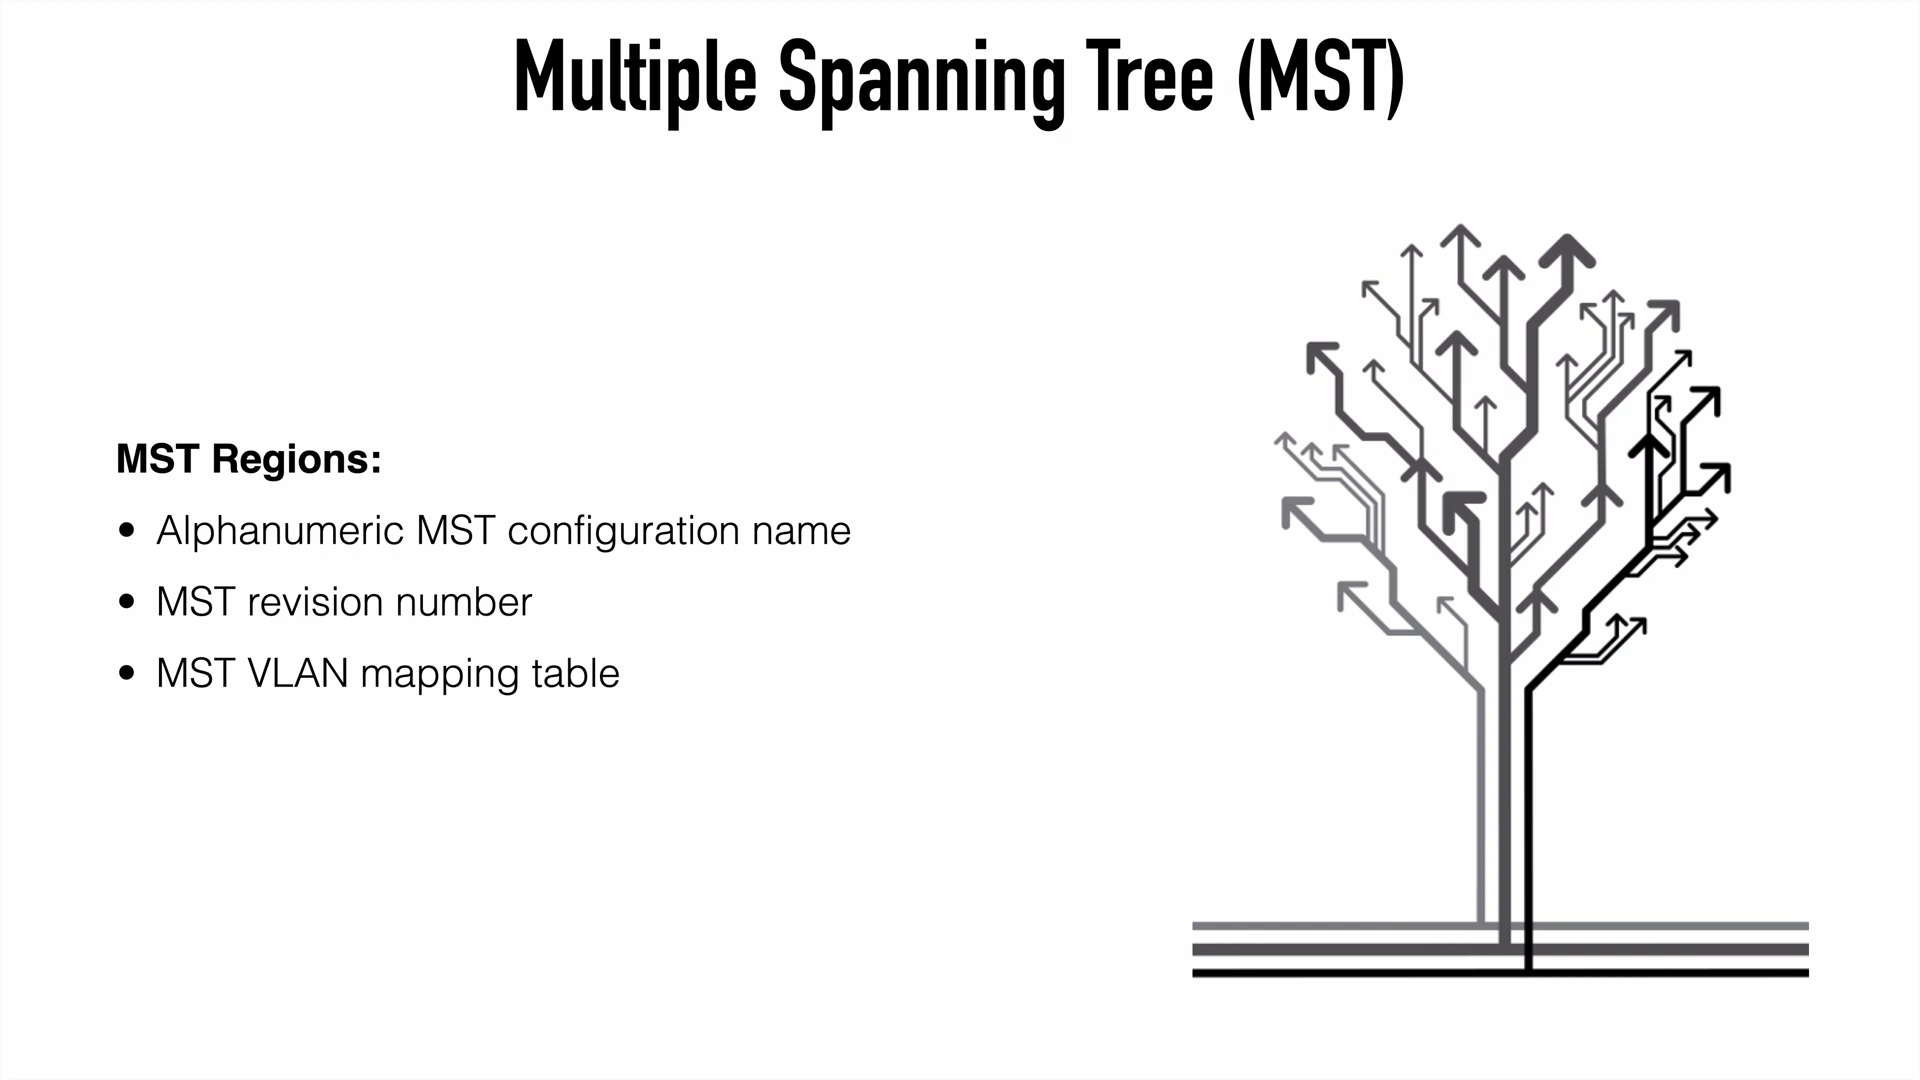 Multiple Spanning Tree (MST)
MST Regions:
• Alphanumeric MST configuration name
• MST revision number
• MST VLAN mapping table